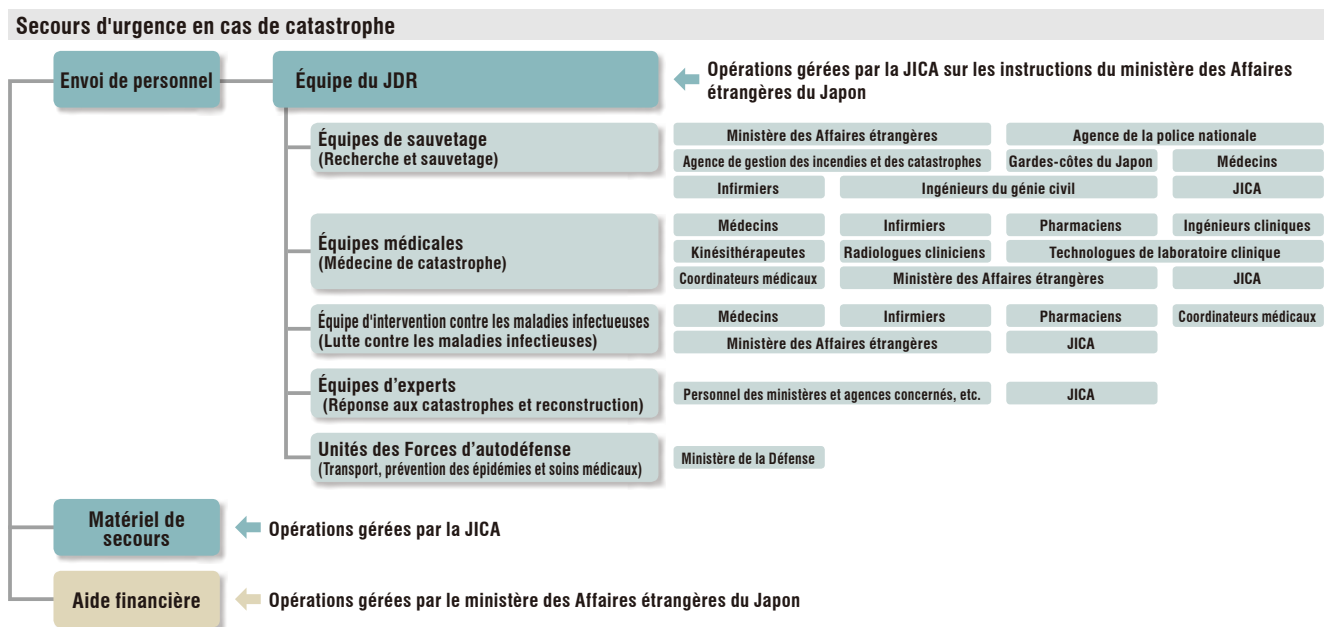 Secours d'urgence en cas de catastrophe
Envoi de personnel
Équipe du JDR
Opérations gérées par la JICA sur les instructions du ministère des Affaires
étrangères du Japon
Équipes de sauvetage
(Recherche et sauvetage)
Ministère des Affaires étrangères
Agence de la police nationale
Agence de gestion des incendies et des catastrophes
Gardes-côtes du Japon
Médecins
Infirmiers
Ingénieurs du génie civil
JICA
Équipes médicales
(Médecine de catastrophe)
Médecins
Infirmiers
Pharmaciens
Ingénieurs cliniques
Kinésithérapeutes
Radiologues cliniciens
Technologues de laboratoire clinique
Coordinateurs médicaux
Ministère des Affaires étrangères
JICA
Équipe d'intervention contre les maladies infectueuses
(Lutte contre les maladies infectieuses)
Médecins
Infirmiers
Pharmaciens
Coordinateurs médicaux
Ministère des Affaires étrangères
JICA
Équipes d’experts
(Réponse aux catastrophes et reconstruction)
Personnel des ministères et agences concernés, etc.
JICA
Unités des Forces d’autodéfense
(Transport, prévention des épidémies et soins médicaux)
Ministère de la Défense
Matériel de
secours
Opérations gérées par la JICA
Aide financière
Opérations gérées par le ministère des Affaires étrangères du Japon